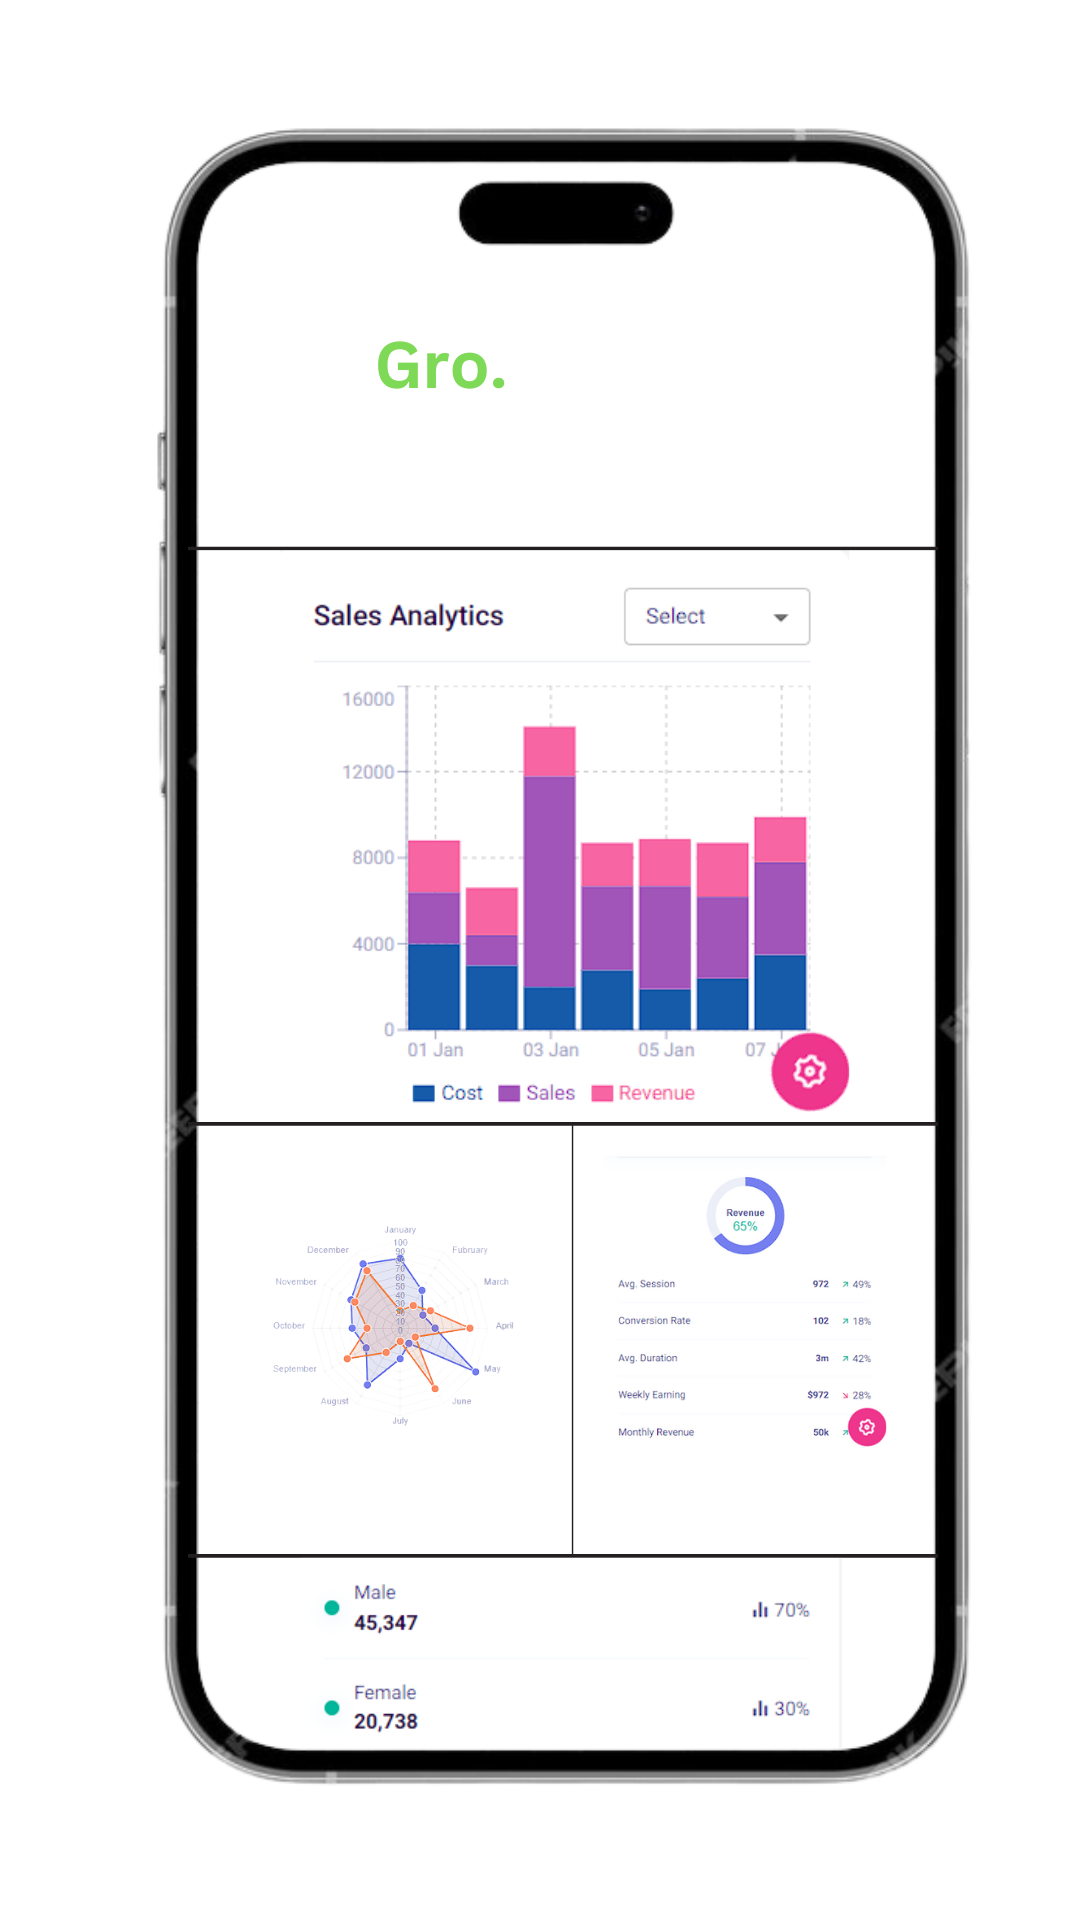 Gro.
Sales Analytics
Select
16000
12000
8000
4000
0
01 Jan 03 Jan 05 Jan 07
Cost Sales Revenue
January
December
Fubruary
November
March
October
April
September
May
August
June
July
100
90
70
60
50
40
30
10
0
Revenue
65%
Avg. Session 972 49%
Conversion Rate 102 18%
Avg. Duration 3m 42%
Weekly Earning $972 28%
Monthly Revenue 50k
Male
45,347
70%
Female
20,738
30%